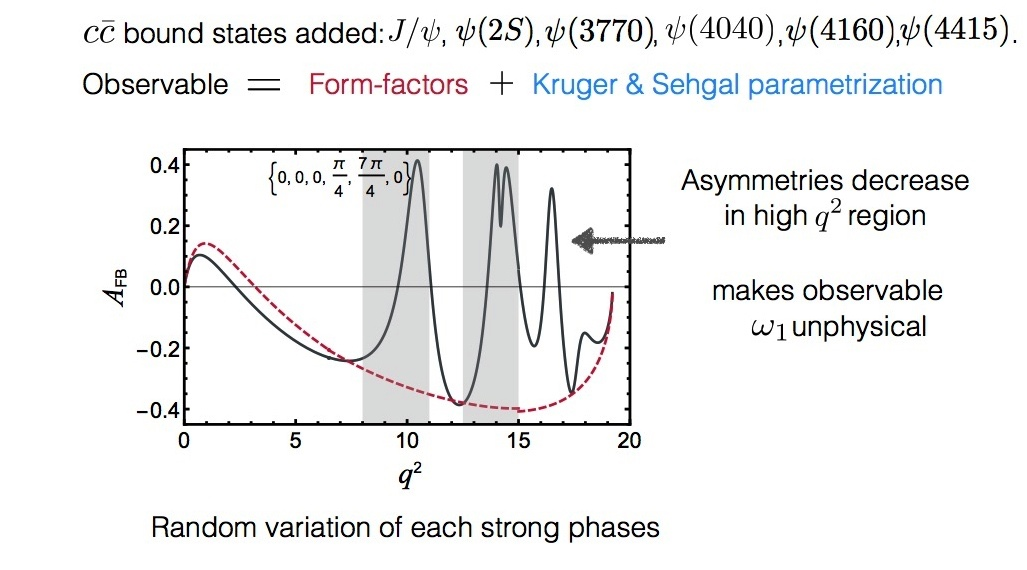 cc̄ bound states added: J/ψ, ψ(2S), ψ(3770), ψ(4040), ψ(4160), ψ(4415).
Observable = Form-factors + Kruger & Sehgal parametrization
{0, 0, 0, π/4, 7π/4, 0}
0.4
0.2
0.0
−0.2
−0.4
A_FB
0 5 10 15 20
q²
Asymmetries decrease
in high q² region
makes observable
ω₁ unphysical
Random variation of each strong phases